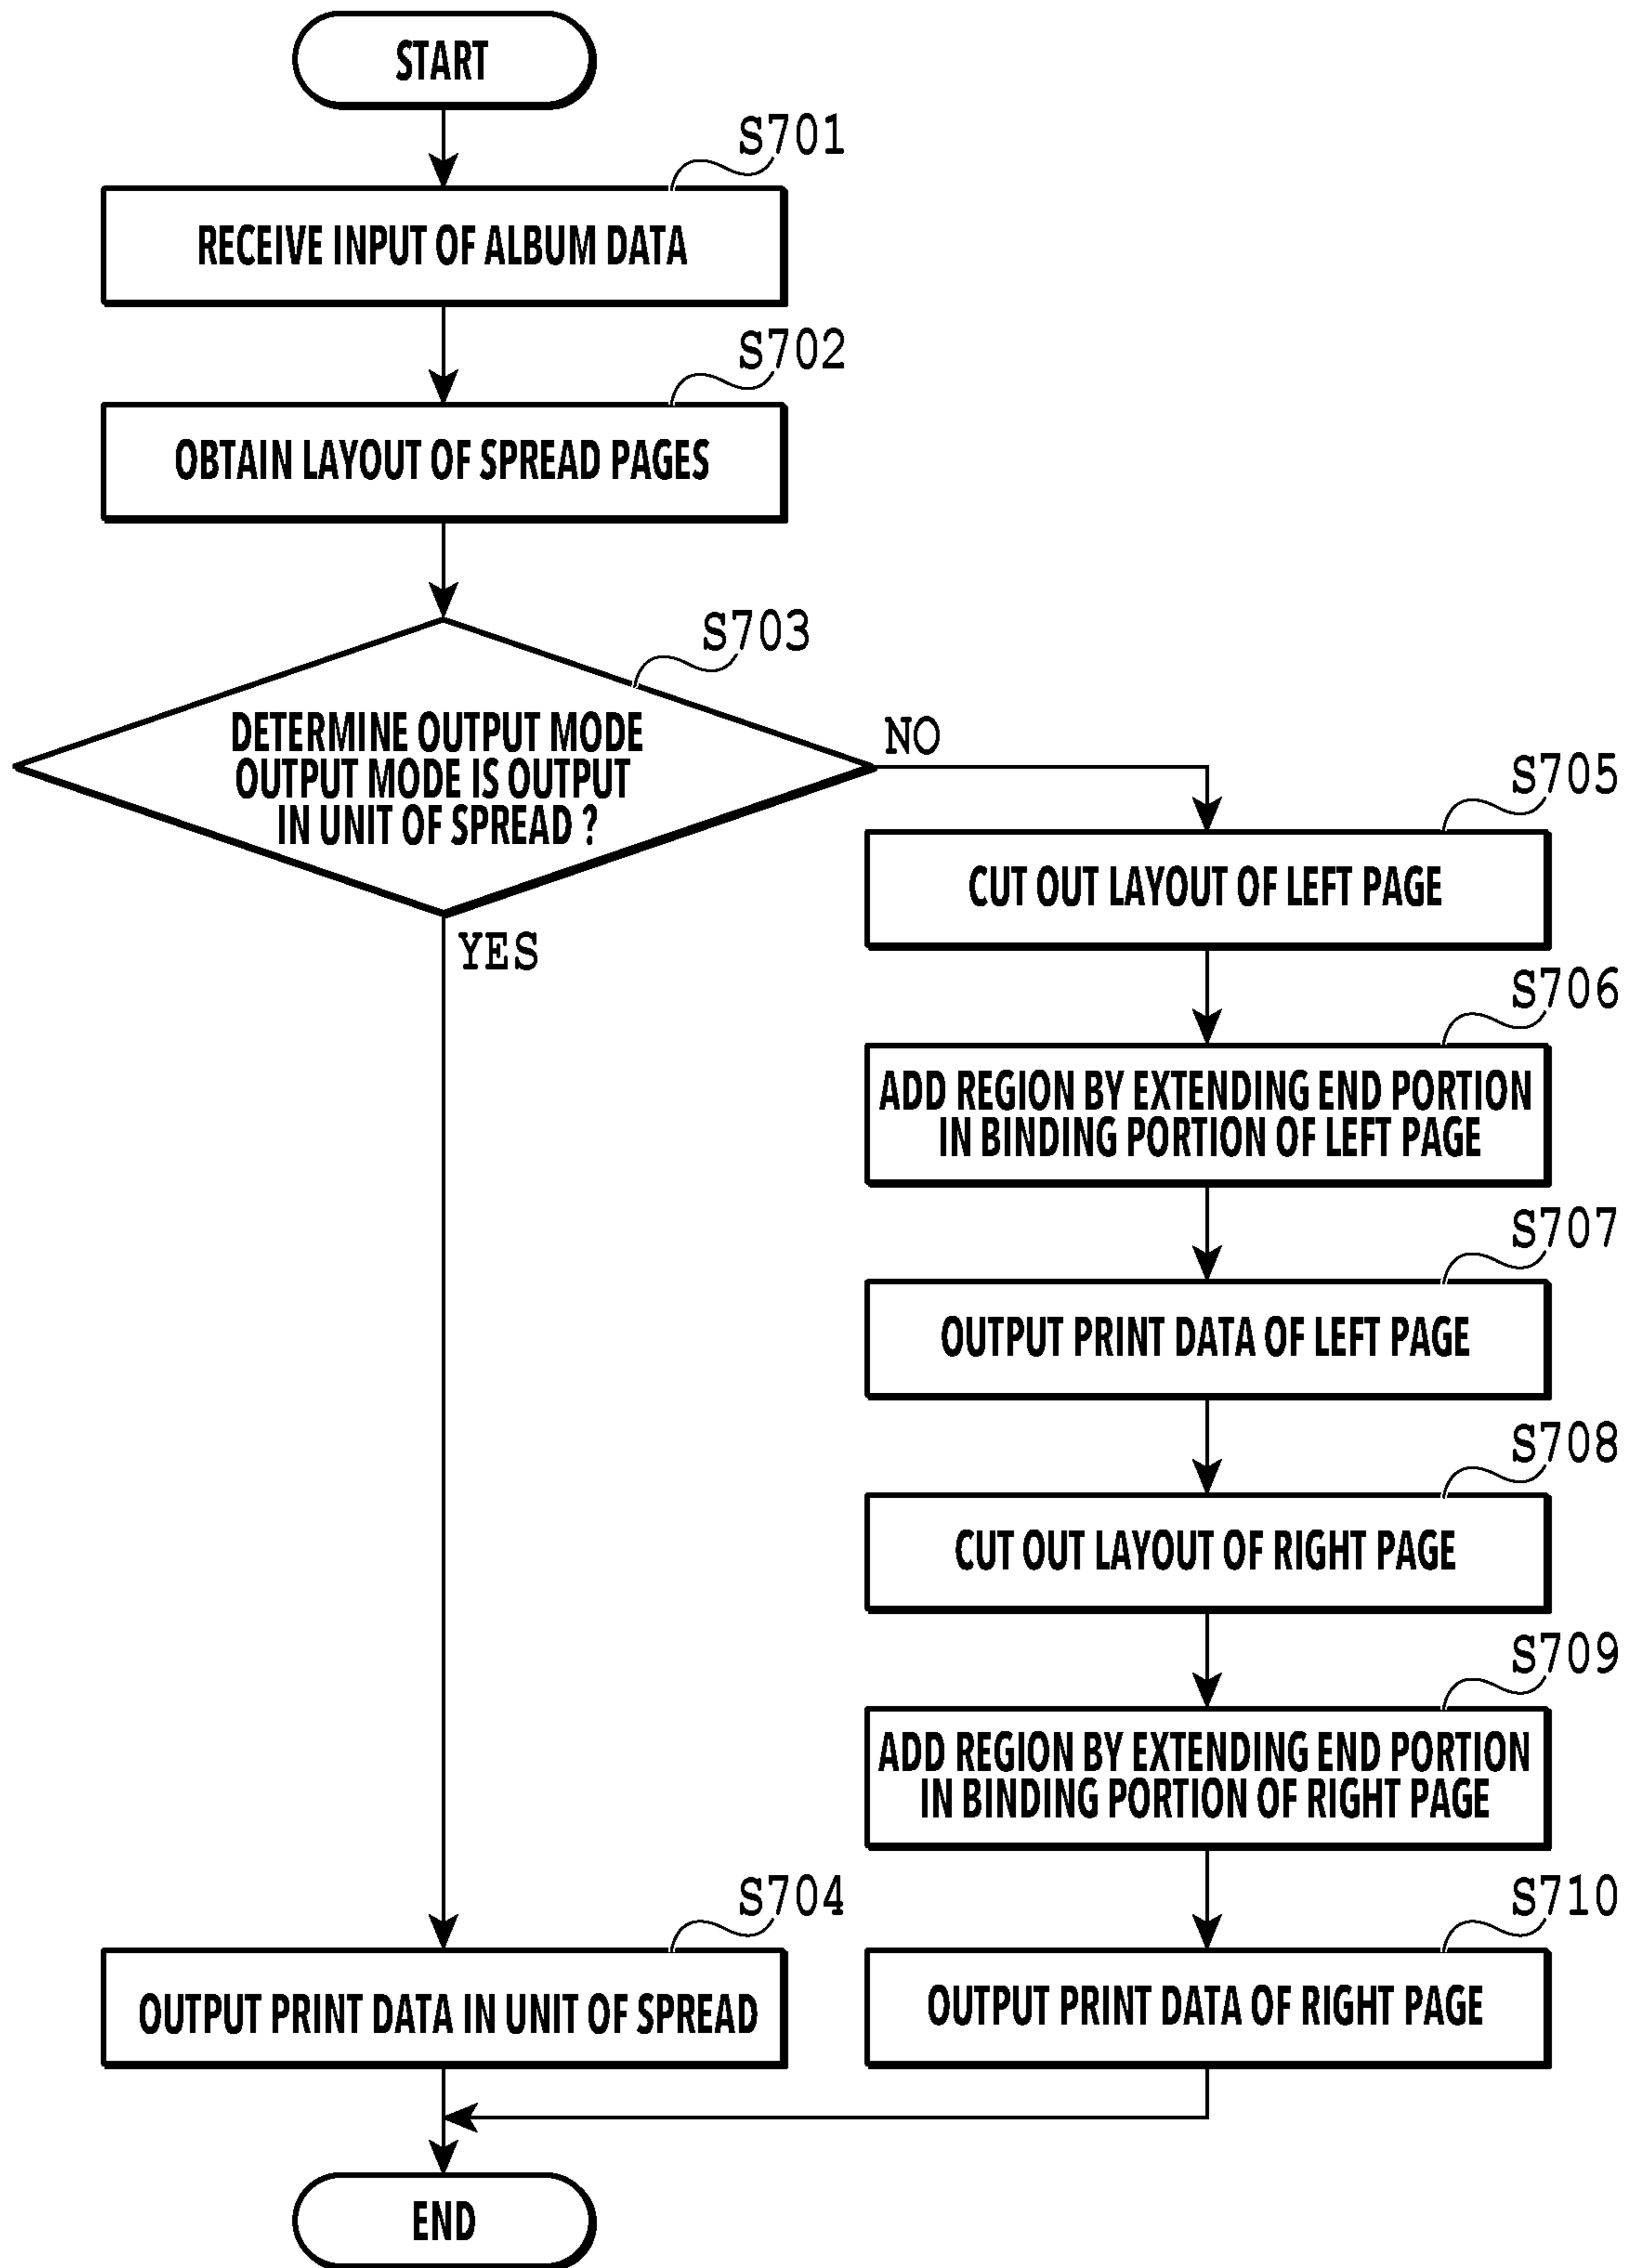 START
S701
RECEIVE INPUT OF ALBUM DATA
S702
OBTAIN LAYOUT OF SPREAD PAGES
S703
DETERMINE OUTPUT MODE
OUTPUT MODE IS OUTPUT
IN UNIT OF SPREAD ?
NO
YES
S705
CUT OUT LAYOUT OF LEFT PAGE
S706
ADD REGION BY EXTENDING END PORTION
IN BINDING PORTION OF LEFT PAGE
S707
OUTPUT PRINT DATA OF LEFT PAGE
S708
CUT OUT LAYOUT OF RIGHT PAGE
S709
ADD REGION BY EXTENDING END PORTION
IN BINDING PORTION OF RIGHT PAGE
S704
OUTPUT PRINT DATA IN UNIT OF SPREAD
S710
OUTPUT PRINT DATA OF RIGHT PAGE
END